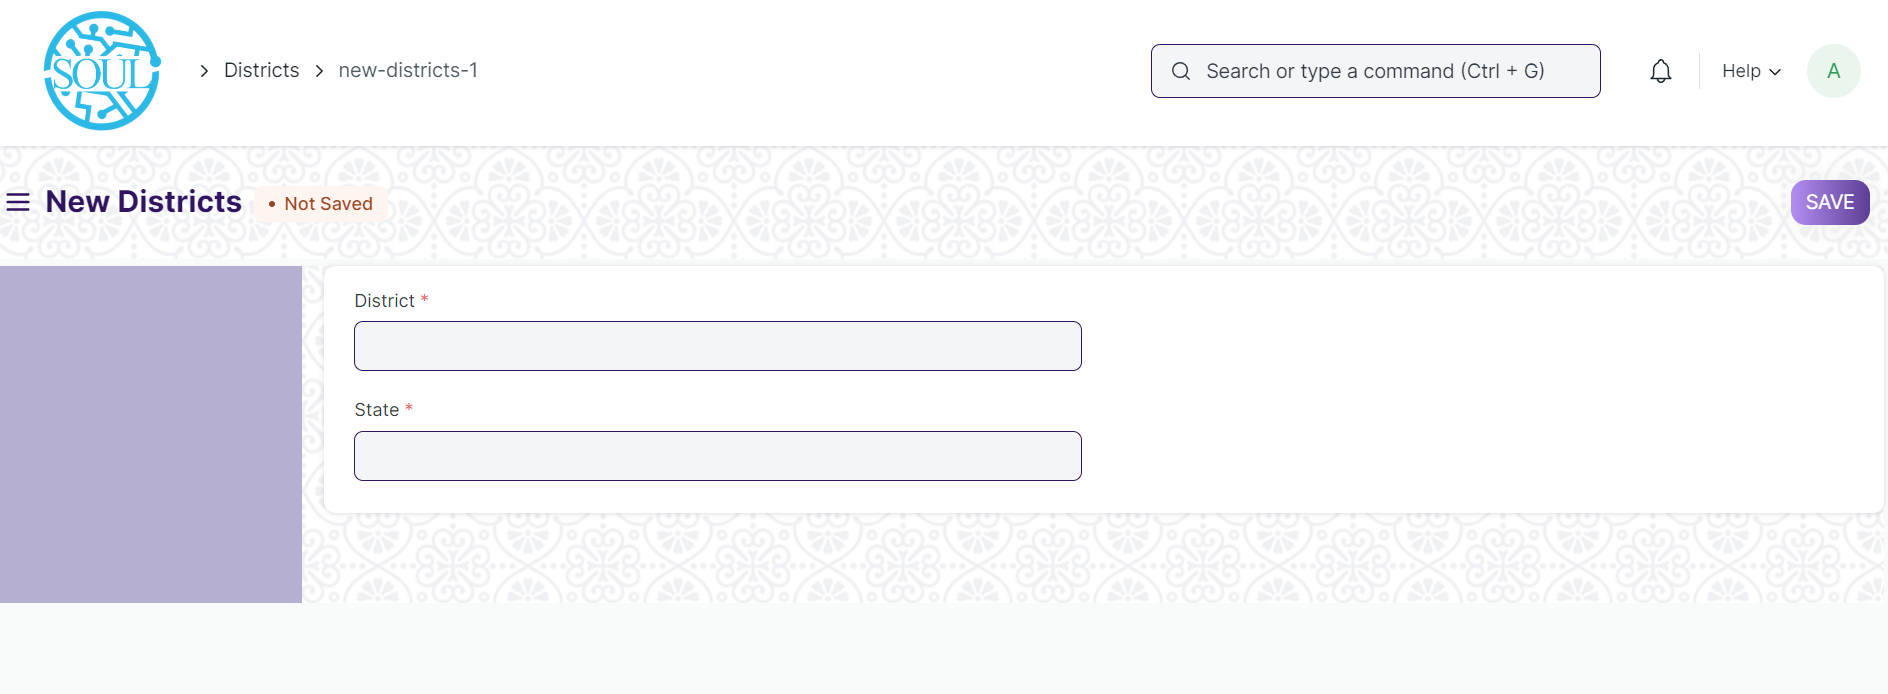 SOUL
Districts
new-districts-1
Search or type a command (Ctrl + G)
Help
A
New Districts
• Not Saved
SAVE
District *
State *